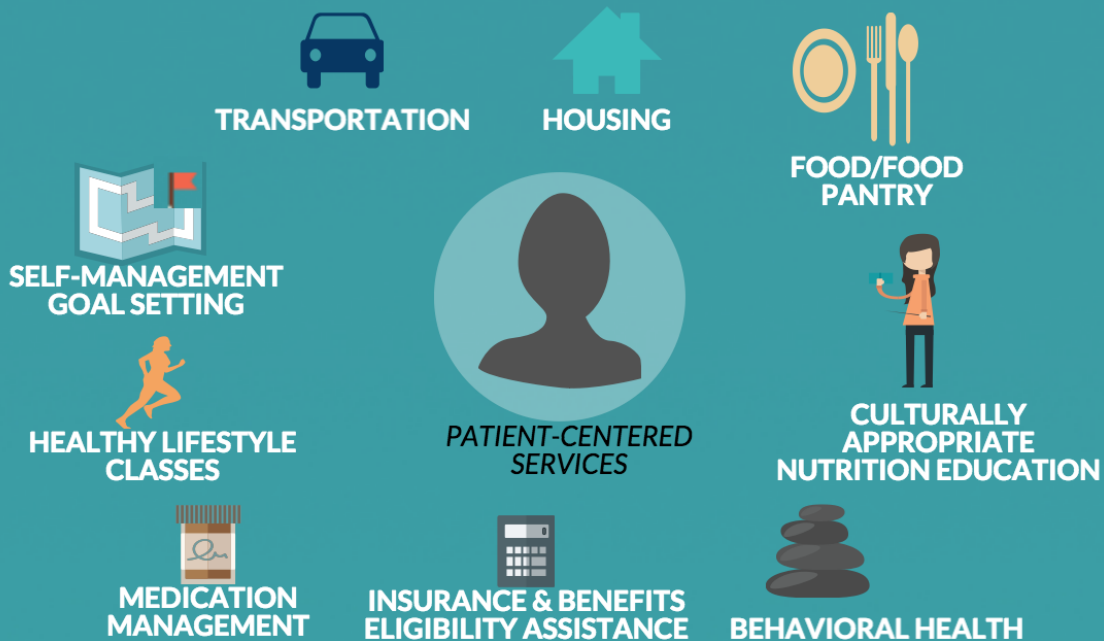 TRANSPORTATION
HOUSING
FOOD/FOOD
PANTRY
SELF-MANAGEMENT
GOAL SETTING
HEALTHY LIFESTYLE
CLASSES
PATIENT-CENTERED
SERVICES
CULTURALLY
APPROPRIATE
NUTRITION EDUCATION
MEDICATION
MANAGEMENT
INSURANCE & BENEFITS
ELIGIBILITY ASSISTANCE
BEHAVIORAL HEALTH